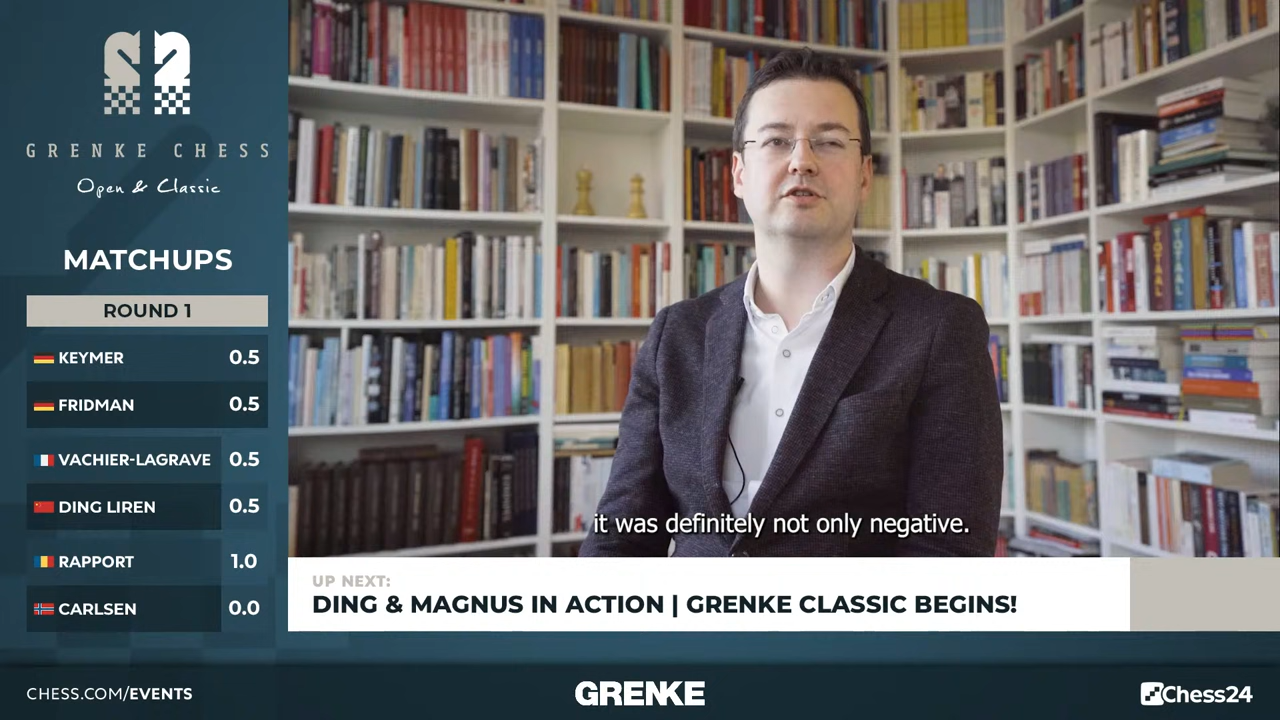 GRENKE CHESS
Open & Classic
MATCHUPS
ROUND 1
KEYMER 0.5
FRIDMAN 0.5
VACHIER-LAGRAVE 0.5
DING LIREN 0.5
RAPPORT 1.0
CARLSEN 0.0
TOTAAL
it was definitely not only negative.
UP NEXT:
DING & MAGNUS IN ACTION | GRENKE CLASSIC BEGINS!
CHESS.COM/EVENTS
GRENKE
Chess24